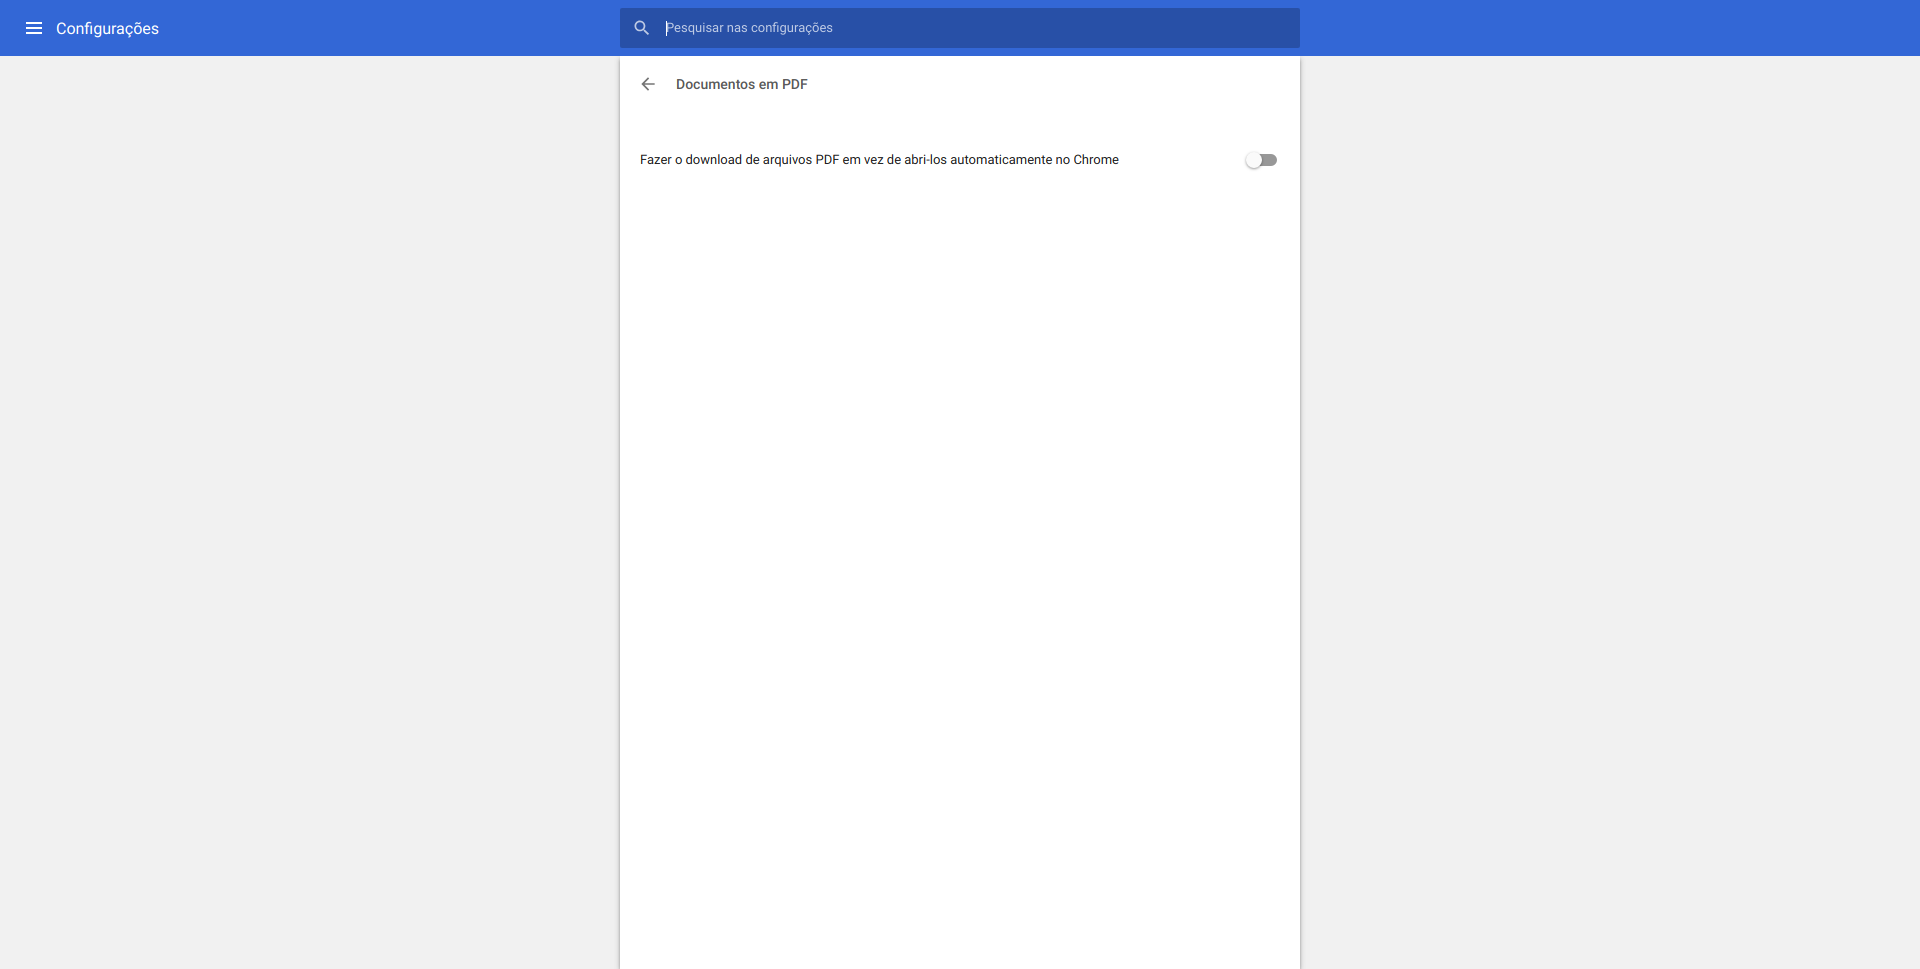 Configurações
Pesquisar nas configurações
Documentos em PDF
Fazer o download de arquivos PDF em vez de abri-los automaticamente no Chrome